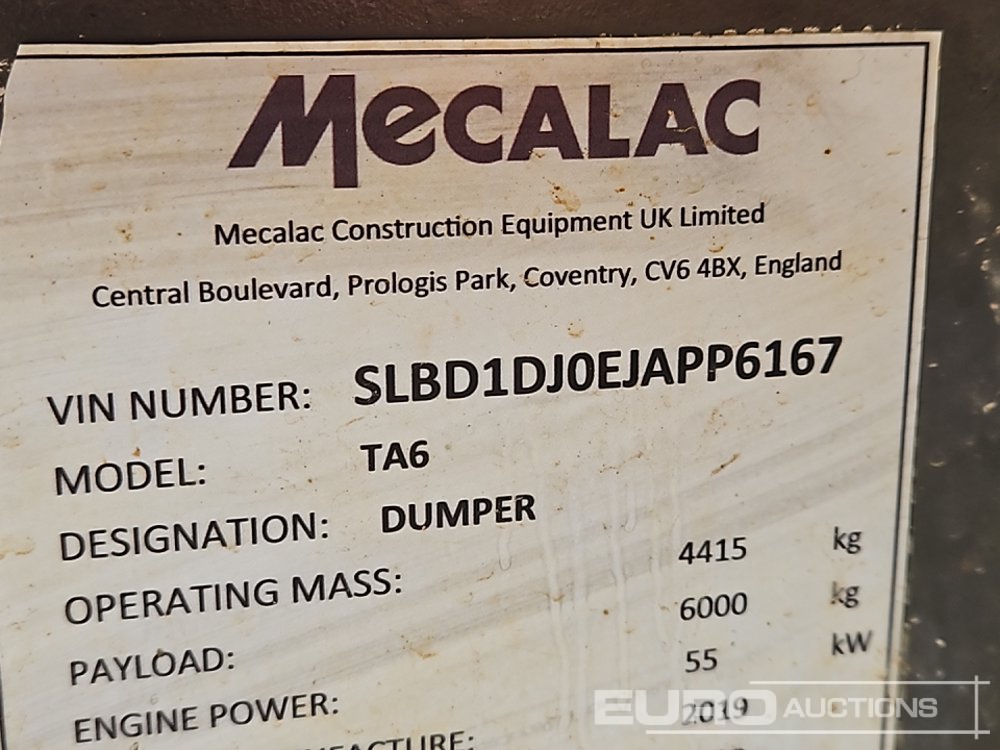 MECALAC
Mecalac Construction Equipment UK Limited
Central Boulevard, Prologis Park, Coventry, CV6 4BX, England
VIN NUMBER: SLBD1DJ0EJAPP6167
MODEL: TA6
DESIGNATION: DUMPER
OPERATING MASS: 4415 kg
PAYLOAD: 6000 kg
ENGINE POWER: 55 kW
2019
EURO AUCTIONS